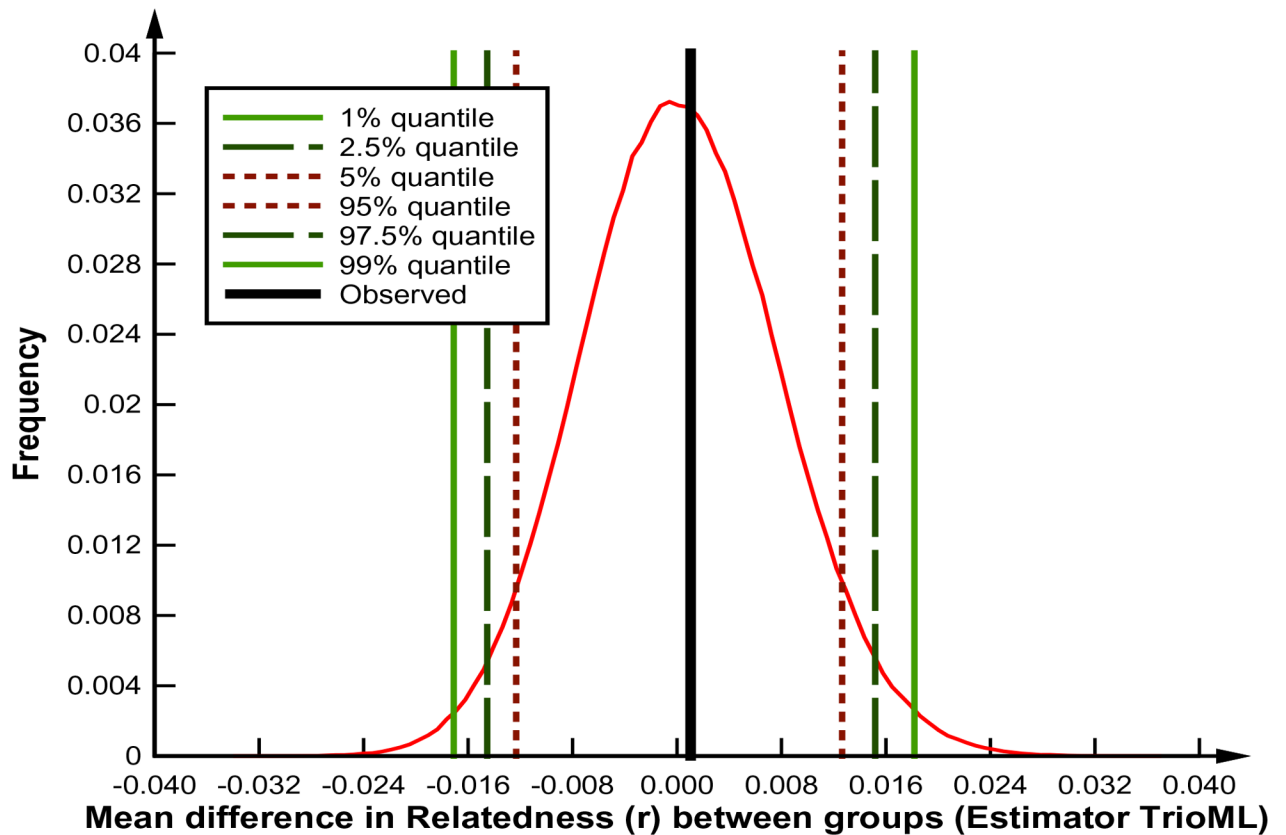 0.04
0.036
0.032
0.028
0.024
0.02
0.016
0.012
0.008
0.004
0
Frequency
1% quantile
2.5% quantile
5% quantile
95% quantile
97.5% quantile
99% quantile
Observed
-0.040 -0.032 -0.024 -0.016 -0.008 0.000 0.008 0.016 0.024 0.032 0.040
Mean difference in Relatedness (r) between groups (Estimator TrioML)